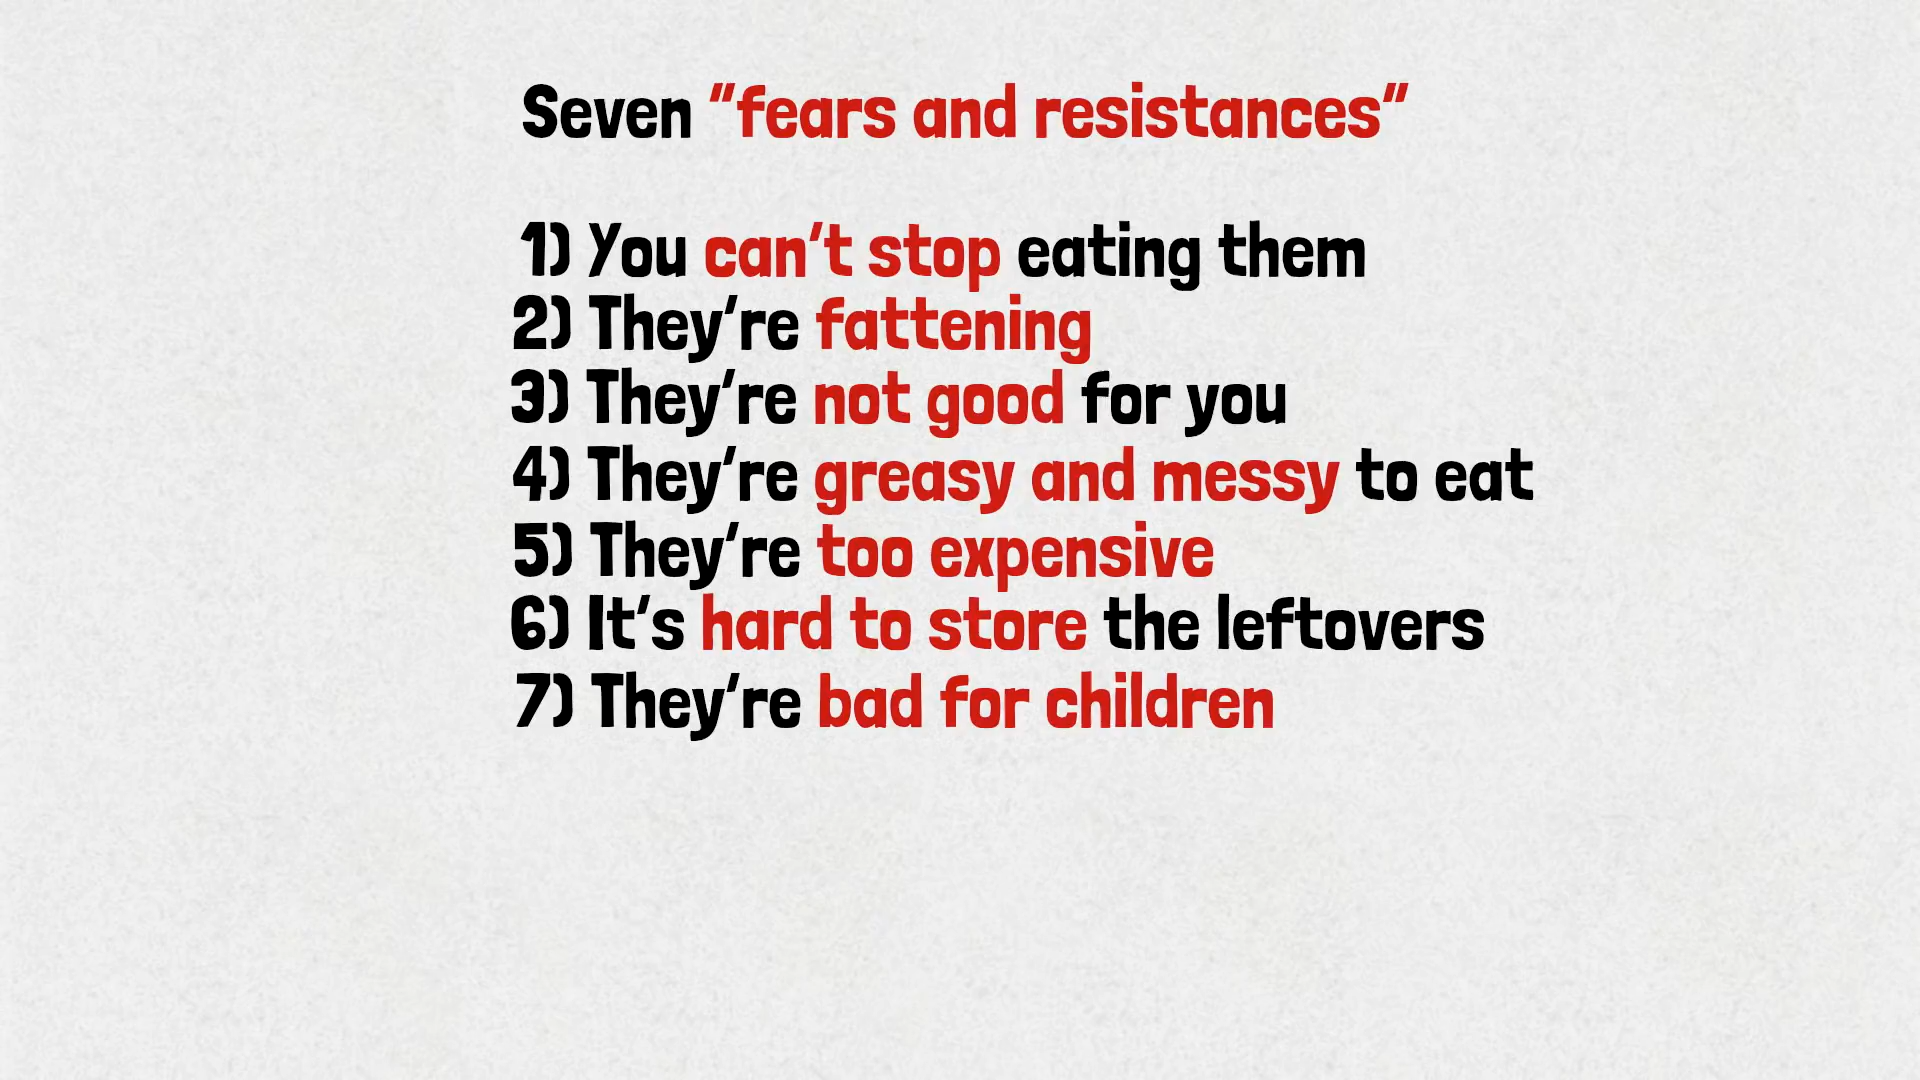 Seven "fears and resistances"
1) You can't stop eating them
2) They're fattening
3) They're not good for you
4) They're greasy and messy to eat
5) They're too expensive
6) It's hard to store the leftovers
7) They're bad for children